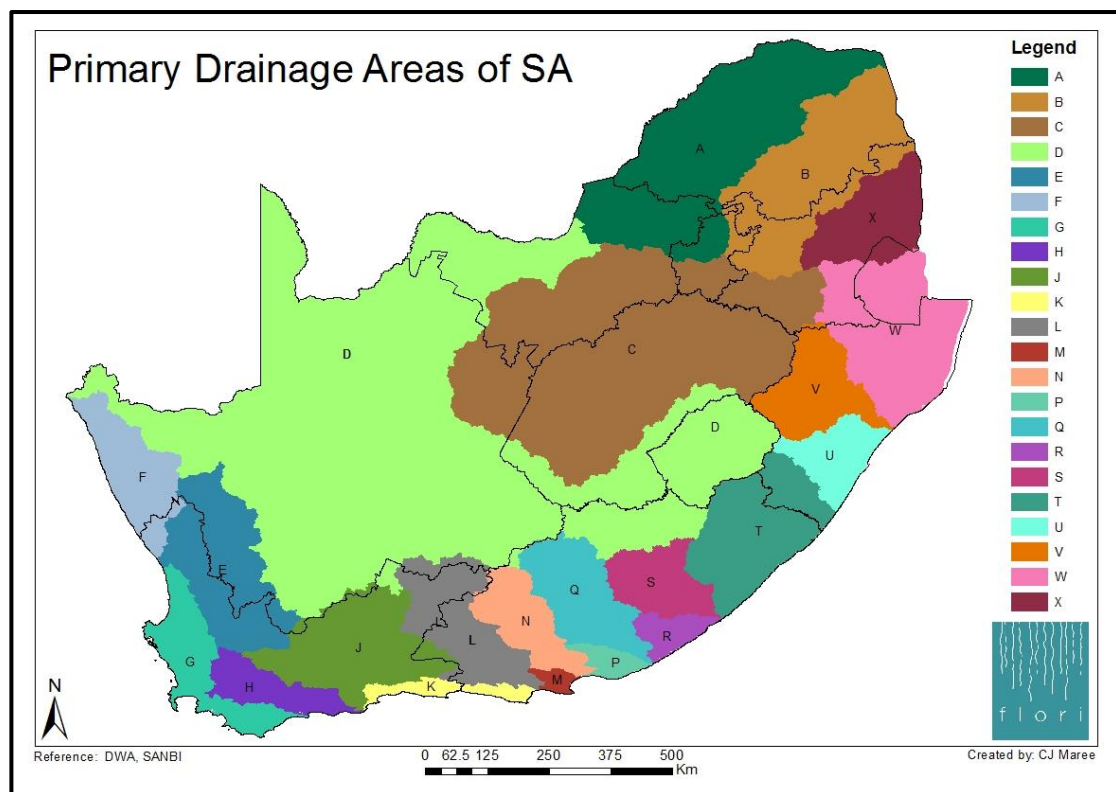 Primary Drainage Areas of SA
Legend
A
B
C
D
E
F
G
H
J
K
L
M
N
P
Q
R
S
T
U
V
W
X
A
B
X
D
C
W
V
D
U
F
T
E
Q
S
L
N
J
L
R
G
P
M
H
K
N
flori
Reference: DWA, SANBI
0 62.5 125 250 375 500
Km
Created by: CJ Maree